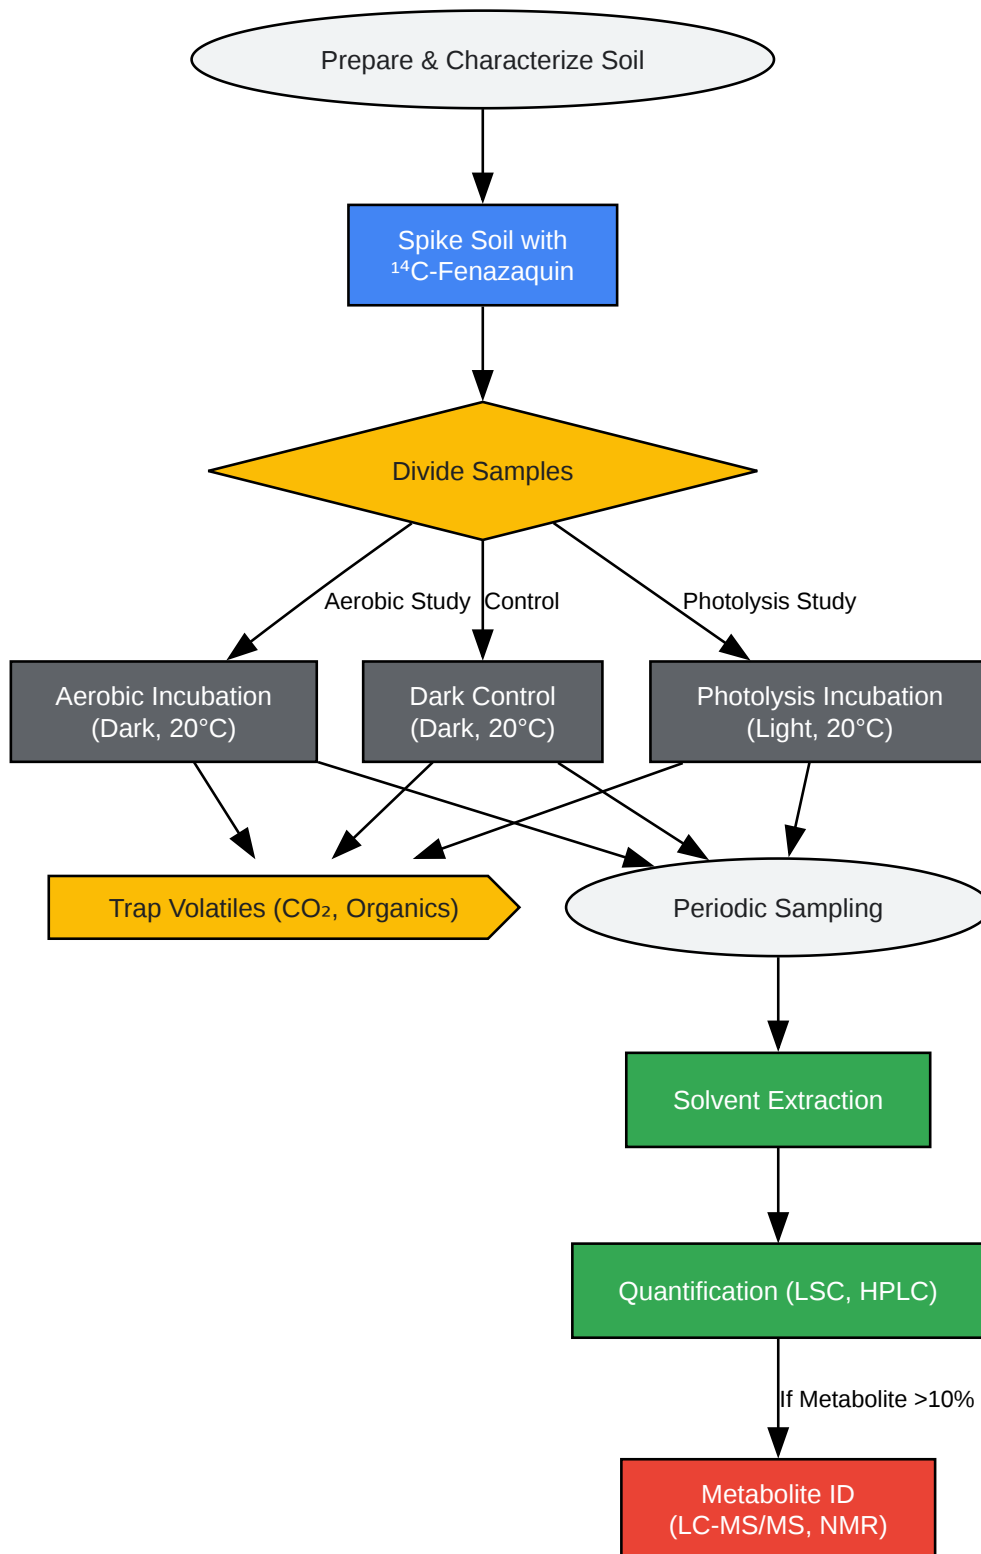 Prepare & Characterize Soil
Spike Soil with
¹⁴C-Fenazaquin
Divide Samples
Aerobic Study
Control
Photolysis Study
Aerobic Incubation
(Dark, 20°C)
Dark Control
(Dark, 20°C)
Photolysis Incubation
(Light, 20°C)
Trap Volatiles (CO₂, Organics)
Periodic Sampling
Solvent Extraction
Quantification (LSC, HPLC)
If Metabolite >10%
Metabolite ID
(LC-MS/MS, NMR)